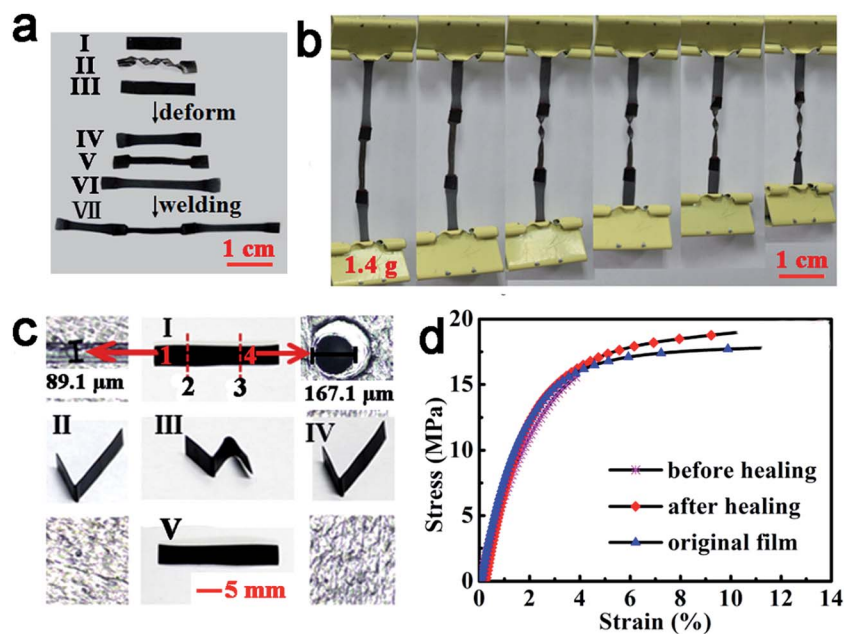 a
I
II
III
↓deform
IV
V
VI
↓welding
VII
1 cm
b
1.4 g
1 cm
c
I
1
4
89.1 μm
2
3
167.1 μm
II
III
IV
V
5 mm
d
20
15
10
5
0
0 2 4 6 8 10 12 14
Stress (MPa)
Strain (%)
before healing
after healing
original film